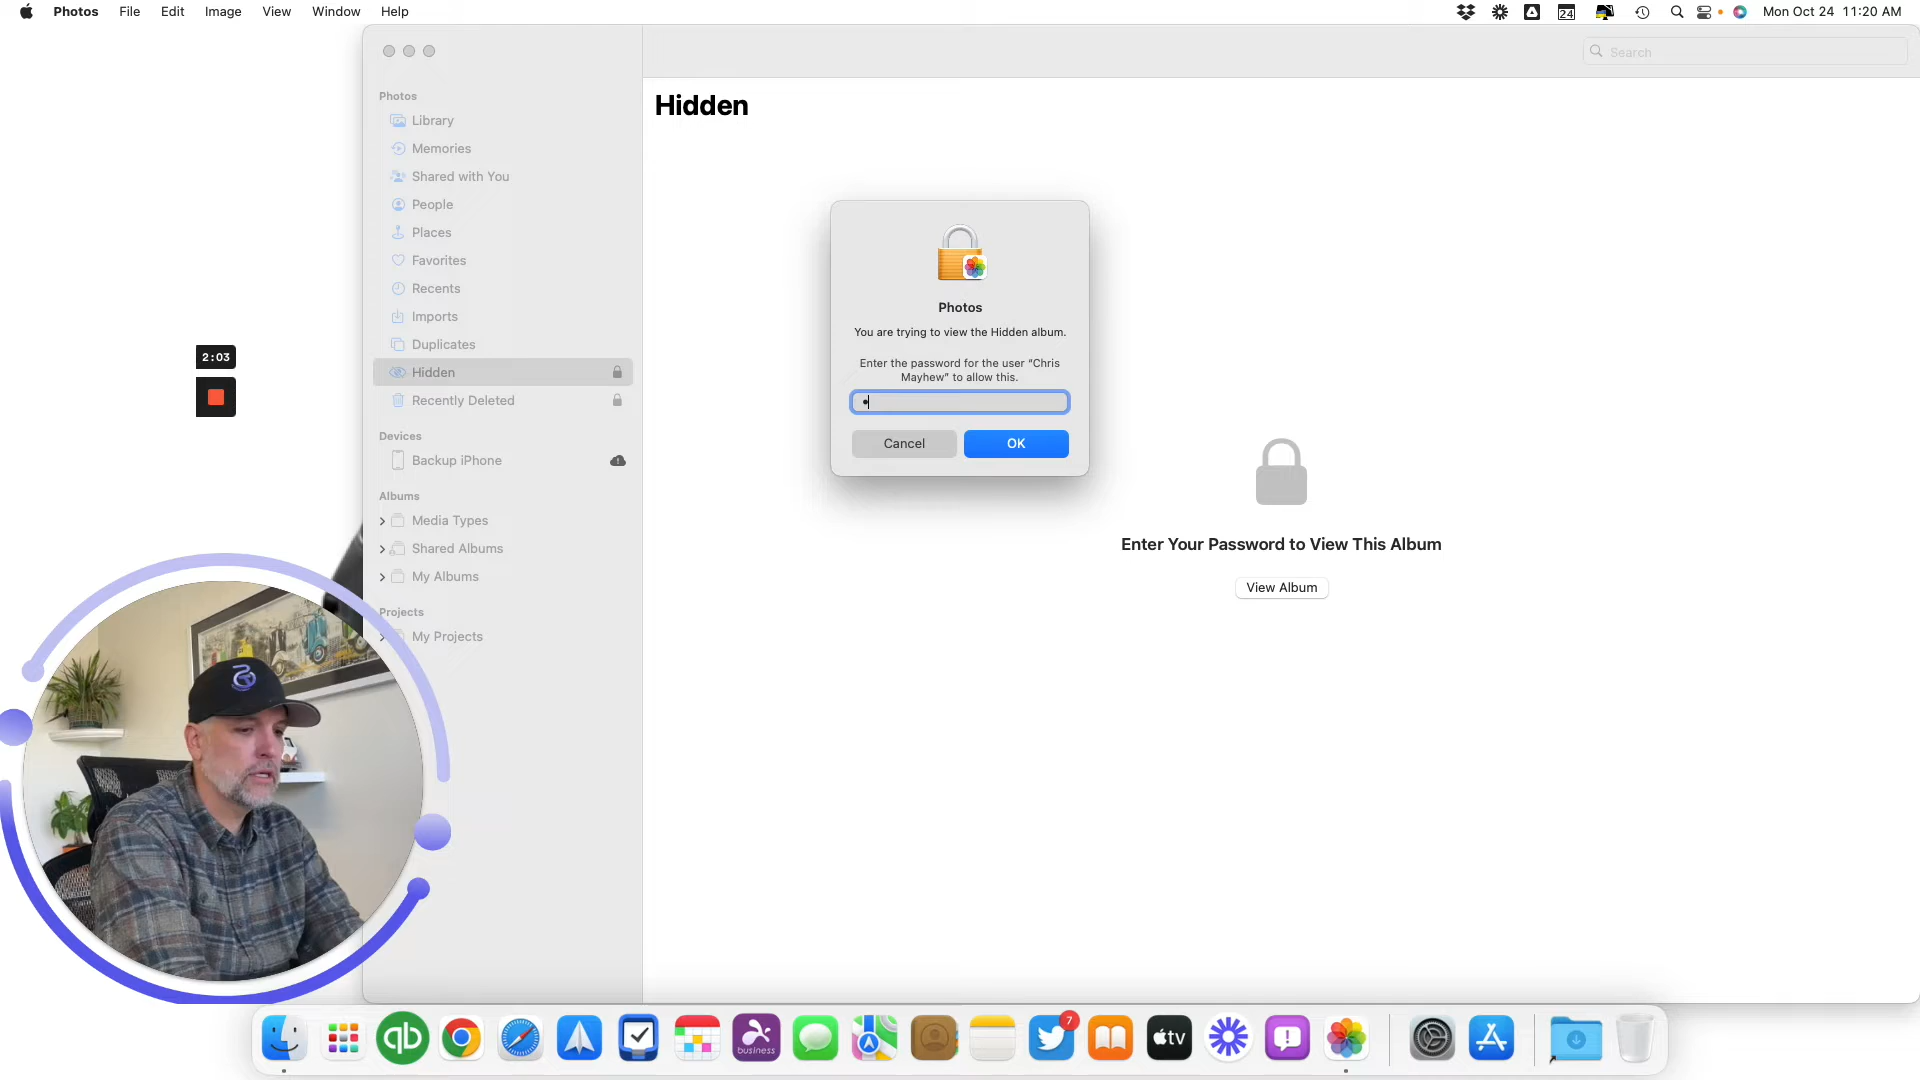 Photos File Edit Image View Window Help
24
Mon Oct 24 11:20 AM
Search
Photos
Library
Memories
Shared with You
People
Places
Favorites
Recents
Imports
Duplicates
Hidden
Recently Deleted
Devices
Backup iPhone
Albums
Media Types
Shared Albums
My Albums
Projects
My Projects
Hidden
Photos
You are trying to view the Hidden album.
Enter the password for the user “Chris
Mayhew” to allow this.
Cancel
OK
Enter Your Password to View This Album
View Album
2:03
qb
business
7
tv